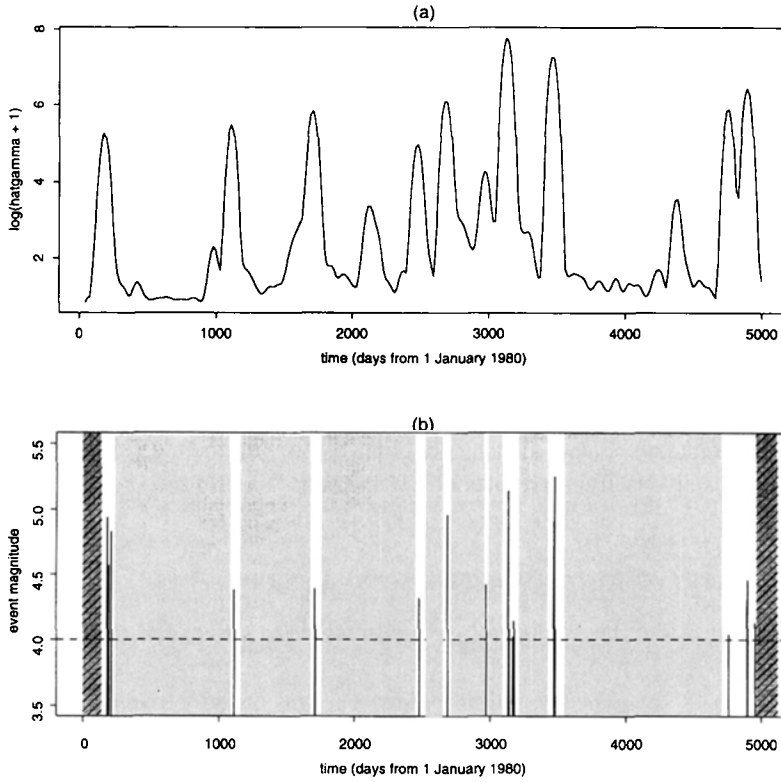 (a)
log(hatgamma + 1)
8
6
4
2
0 1000 2000 3000 4000 5000
time (days from 1 January 1980)
(b)
event magnitude
5.5
5.0
4.5
4.0
3.5
0 1000 2000 3000 4000 5000
time (days from 1 January 1980)